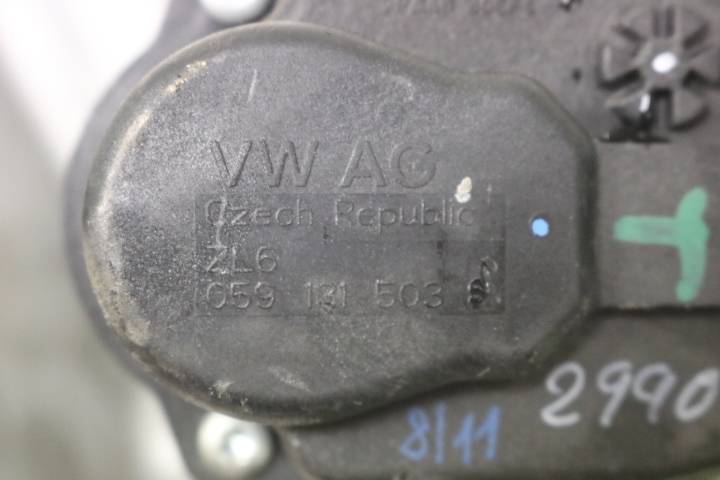 VW AG
Czech Republic
ZL6
059 131 503
2990
8/11
T